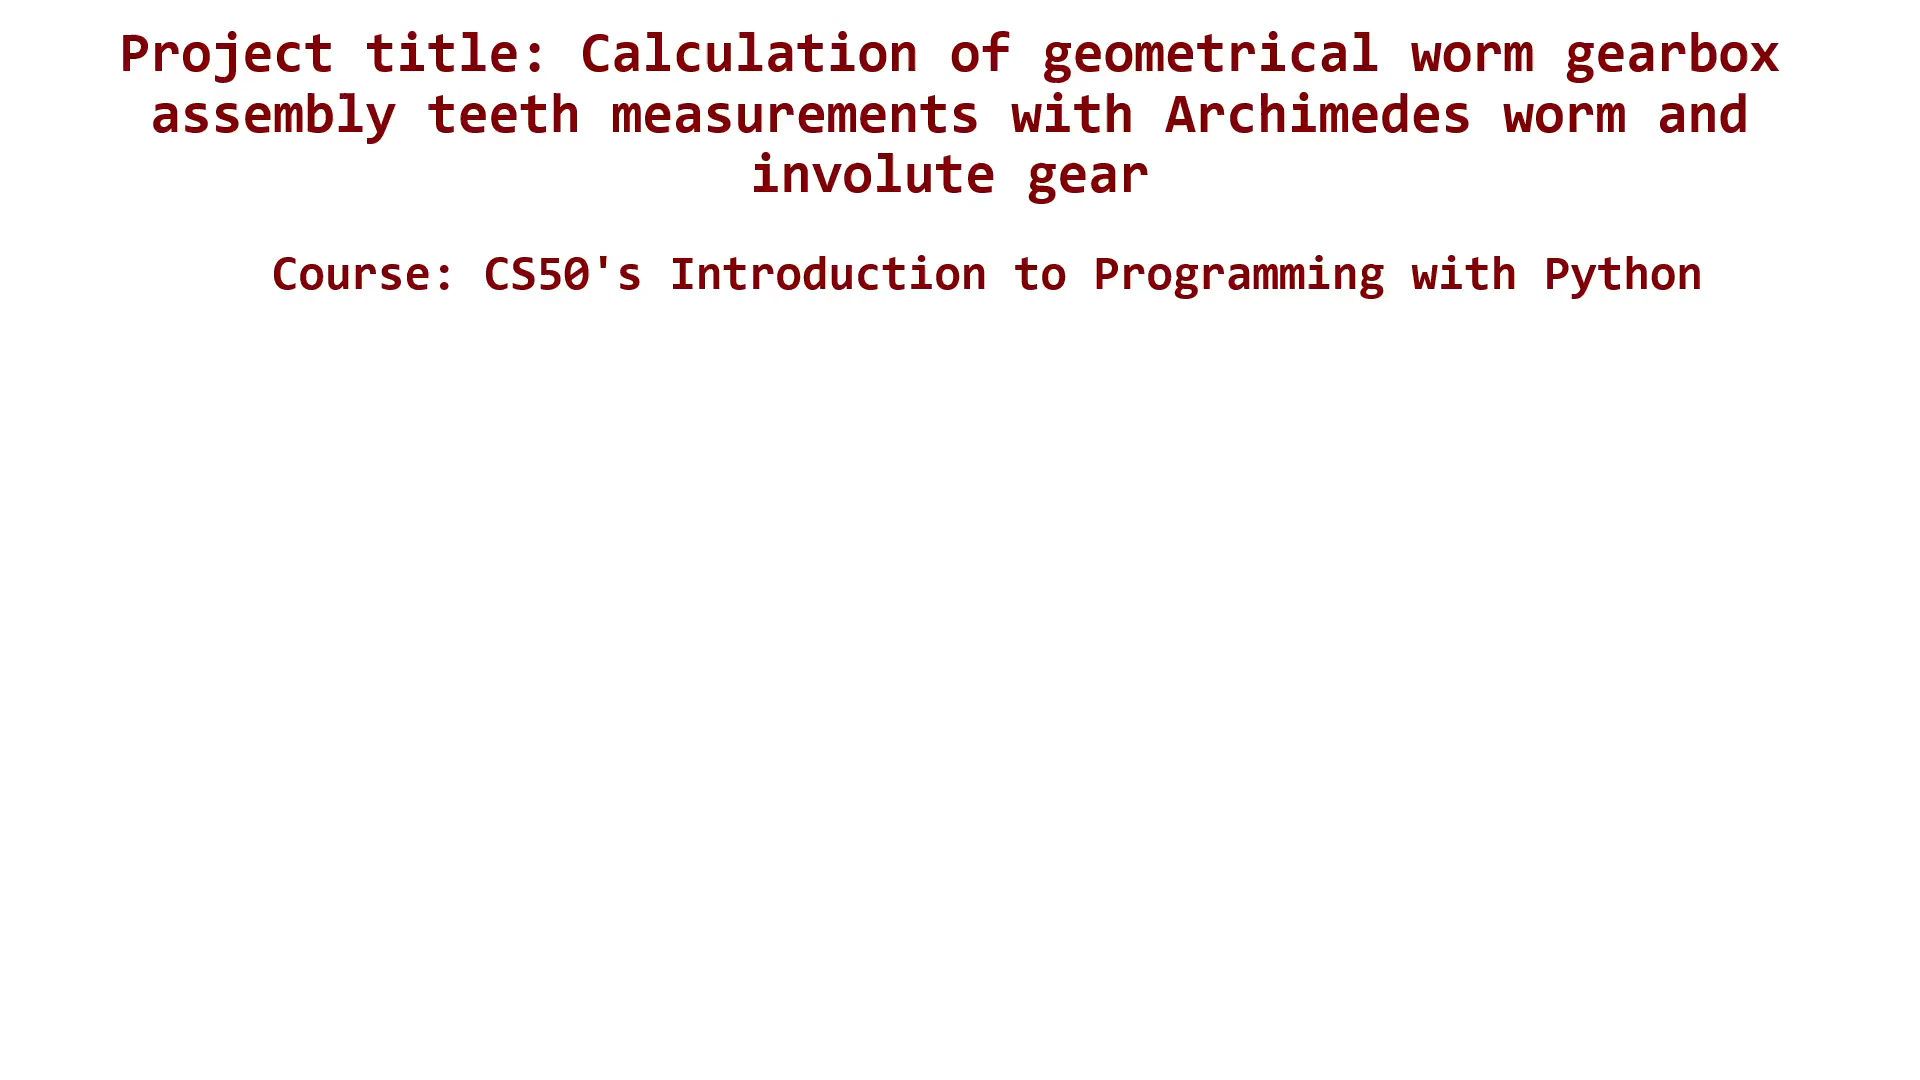 Project title: Calculation of geometrical worm gearbox
assembly teeth measurements with Archimedes worm and
involute gear
Course: CS50's Introduction to Programming with Python